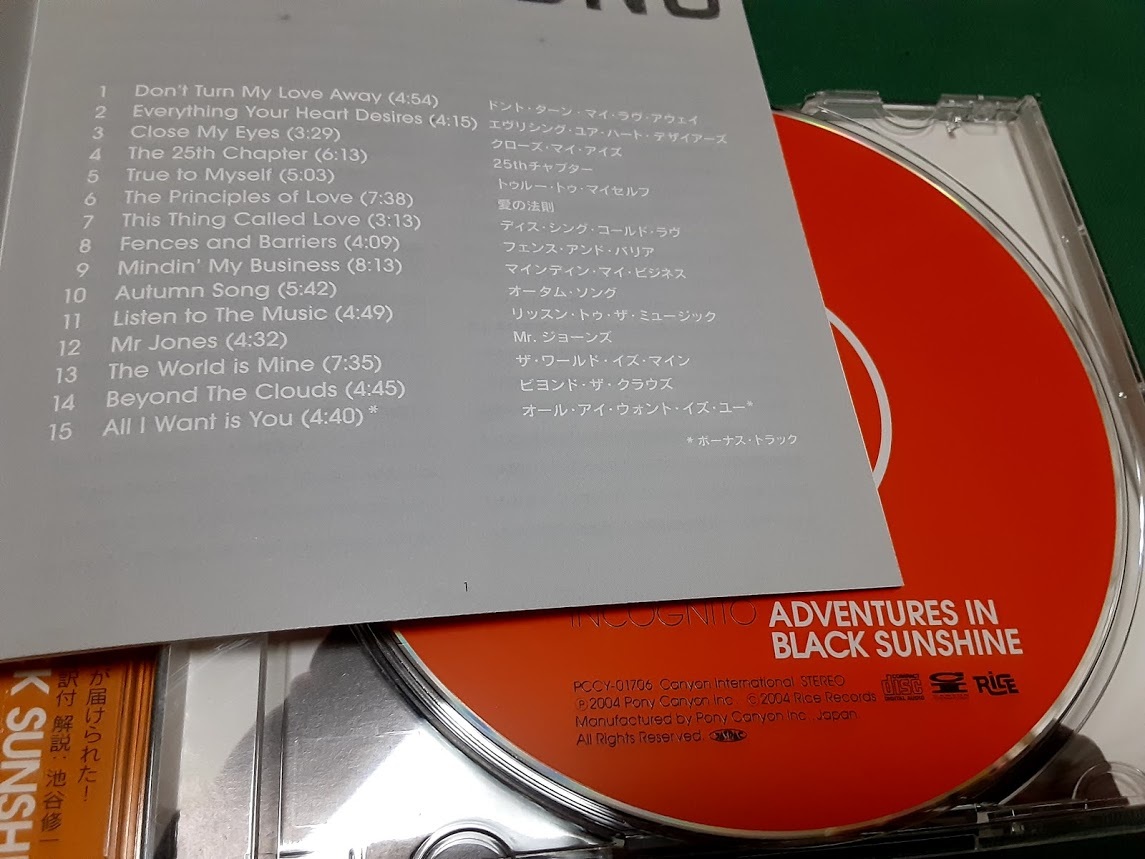 1 Don't Turn My Love Away (4:54) ドント・ターン・マイ・ラヴ・アウェイ
2 Everything Your Heart Desires (4:15) エヴリシング・ユア・ハート・デザイアーズ
3 Close My Eyes (3:29) クローズ・マイ・アイズ
4 The 25th Chapter (6:13) 25thチャプター
5 True to Myself (5:03) トゥルー・トゥ・マイセルフ
6 The Principles of Love (7:38) 愛の法則
7 This Thing Called Love (3:13) ディス・シング・コールド・ラヴ
8 Fences and Barriers (4:09) フェンス・アンド・バリア
9 Mindin' My Business (8:13) マインディン・マイ・ビジネス
10 Autumn Song (5:42) オータム・ソング
11 Listen to The Music (4:49) リッスン・トゥ・ザ・ミュージック
12 Mr Jones (4:32) Mr. ジョーンズ
13 The World is Mine (7:35) ザ・ワールド・イズ・マイン
14 Beyond The Clouds (4:45) ビヨンド・ザ・クラウズ
15 All I Want is You (4:40)* オール・アイ・ウォント・イズ・ユー*
* ボーナス・トラック
1
INCOGNITO ADVENTURES IN
BLACK SUNSHINE
PCCY-01706 Canyon International STEREO
Ⓟ2004 Pony Canyon Inc. ©2004 Rice Records
Manufactured by Pony Canyon Inc. Japan.
All Rights Reserved.
disc
DIGITAL AUDIO
RICE
が届けられた!
訳付 解説:池谷修一
K SUNSHI